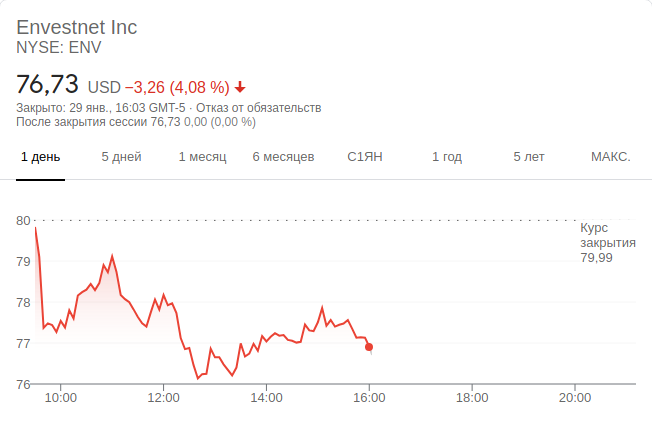 Envestnet Inc
NYSE: ENV
76,73 USD −3,26 (4,08 %)
Закрыто: 29 янв., 16:03 GMT-5 · Отказ от обязательств
После закрытия сессии 76,73 0,00 (0,00 %)
1 день 5 дней 1 месяц 6 месяцев С1ЯН 1 год 5 лет МАКС.
80
Курс
закрытия
79,99
79
78
77
76
10:00 12:00 14:00 16:00 18:00 20:00